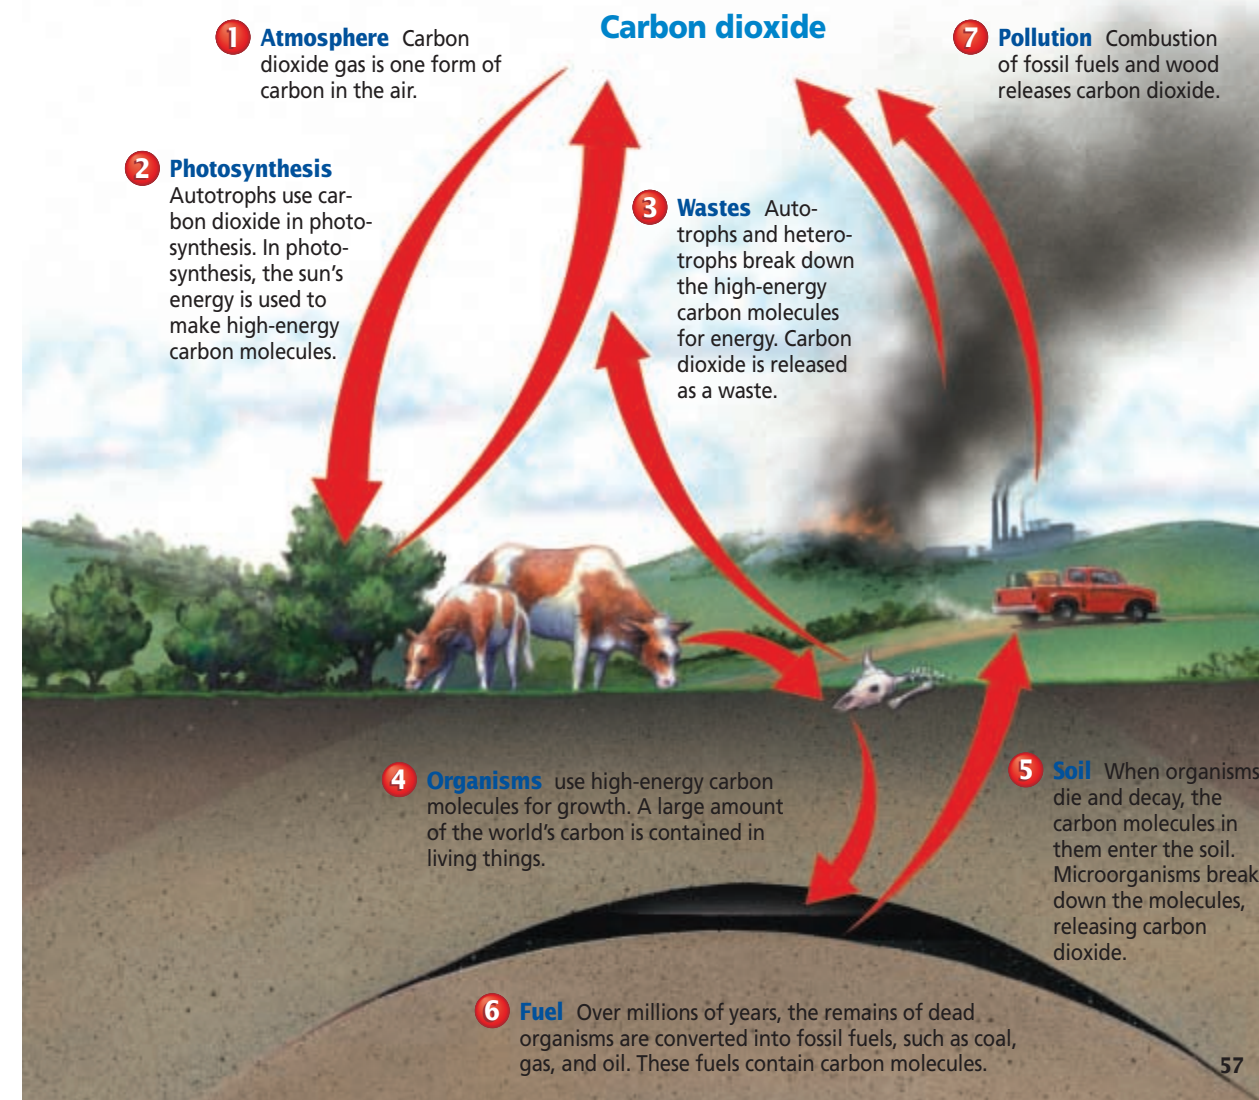 Carbon dioxide
1 Atmosphere Carbon
dioxide gas is one form of
carbon in the air.
2 Photosynthesis
Autotrophs use car-
bon dioxide in photo-
synthesis. In photo-
synthesis, the sun's
energy is used to
make high-energy
carbon molecules.
3 Wastes Auto-
trophs and hetero-
trophs break down
the high-energy
carbon molecules
for energy. Carbon
dioxide is released
as a waste.
4 Organisms use high-energy carbon
molecules for growth. A large amount
of the world's carbon is contained in
living things.
5 Soil When organisms
die and decay, the
carbon molecules in
them enter the soil.
Microorganisms break
down the molecules,
releasing carbon
dioxide.
6 Fuel Over millions of years, the remains of dead
organisms are converted into fossil fuels, such as coal,
gas, and oil. These fuels contain carbon molecules.
7 Pollution Combustion
of fossil fuels and wood
releases carbon dioxide.
57